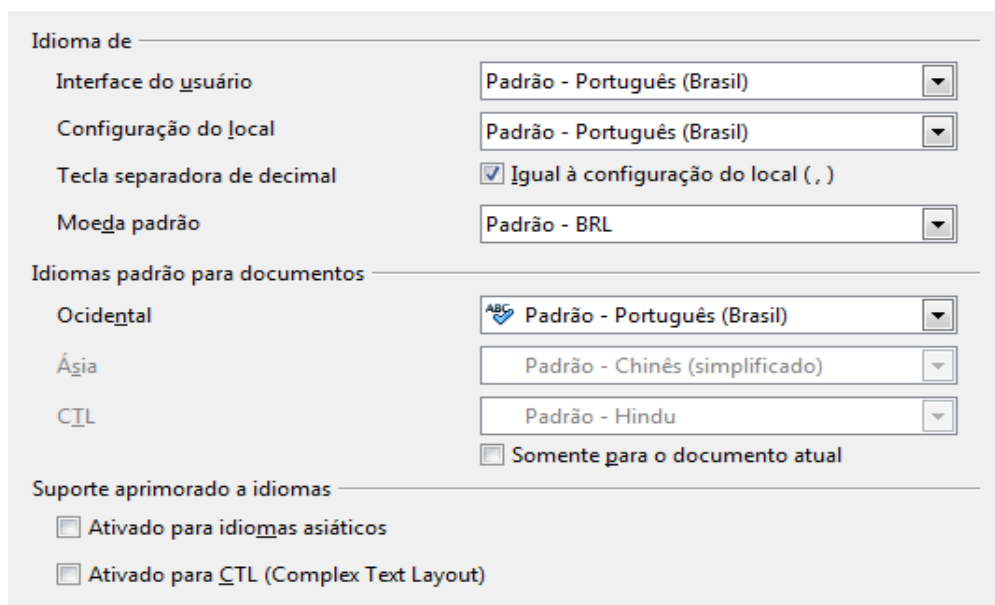 Idioma de
Interface do usuário Padrão - Português (Brasil)
Configuração do local Padrão - Português (Brasil)
Tecla separadora de decimal Igual à configuração do local ( , )
Moeda padrão Padrão - BRL
Idiomas padrão para documentos
Ocidental ABC Padrão - Português (Brasil)
Ásia Padrão - Chinês (simplificado)
CTL Padrão - Hindu
Somente para o documento atual
Suporte aprimorado a idiomas
Ativado para idiomas asiáticos
Ativado para CTL (Complex Text Layout)